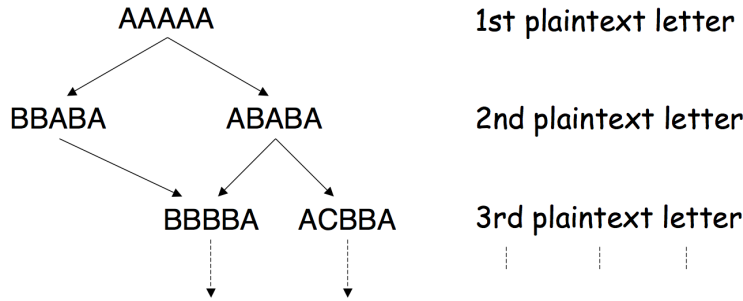 AAAAA 1st plaintext letter
BBABA ABABA 2nd plaintext letter
BBBBA ACBBA 3rd plaintext letter